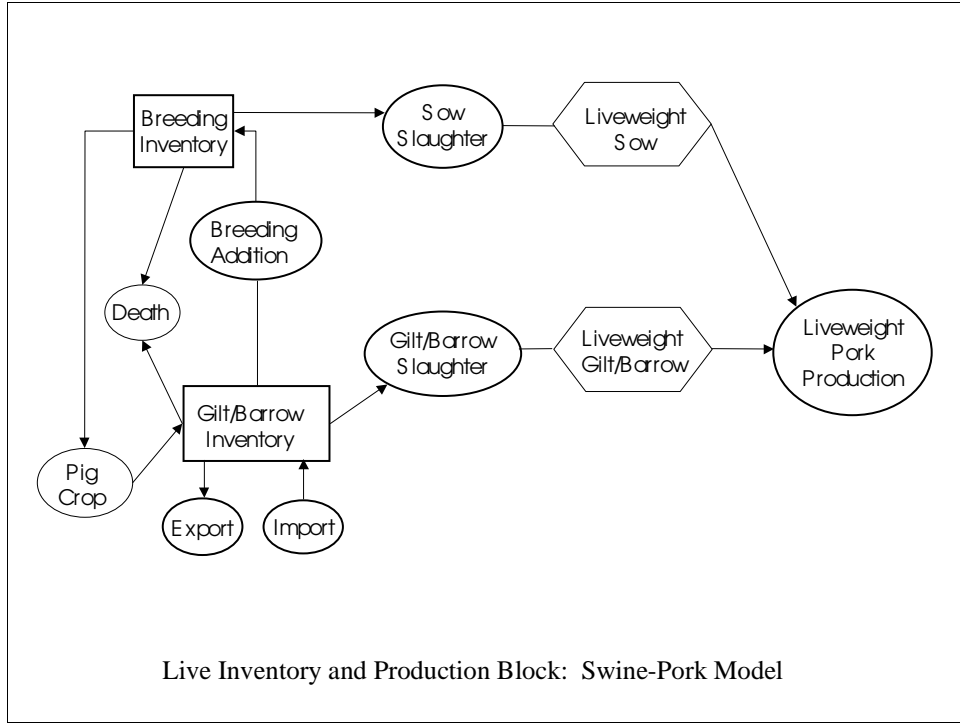 Breeding
Inventory
Sow
Slaughter
Liveweight
Sow
Breeding
Addition
Death
Gilt/Barrow
Slaughter
Liveweight
Gilt/Barrow
Liveweight
Pork
Production
Gilt/Barrow
Inventory
Pig
Crop
Export
Import
Live Inventory and Production Block:  Swine-Pork Model